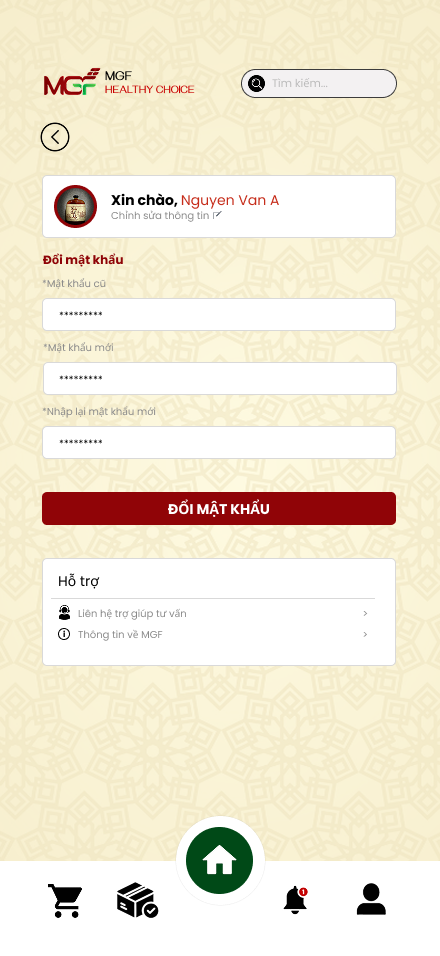 MGF
MGF
HEALTHY CHOICE
Tìm kiếm...
Xin chào, Nguyen Van A
Chỉnh sửa thông tin
Đổi mật khẩu
*Mật khẩu cũ
*********
*Mật khẩu mới
*********
*Nhập lại mật khẩu mới
*********
ĐỔI MẬT KHẨU
Hỗ trợ
Liên hệ trợ giúp tư vấn >
Thông tin về MGF >
1